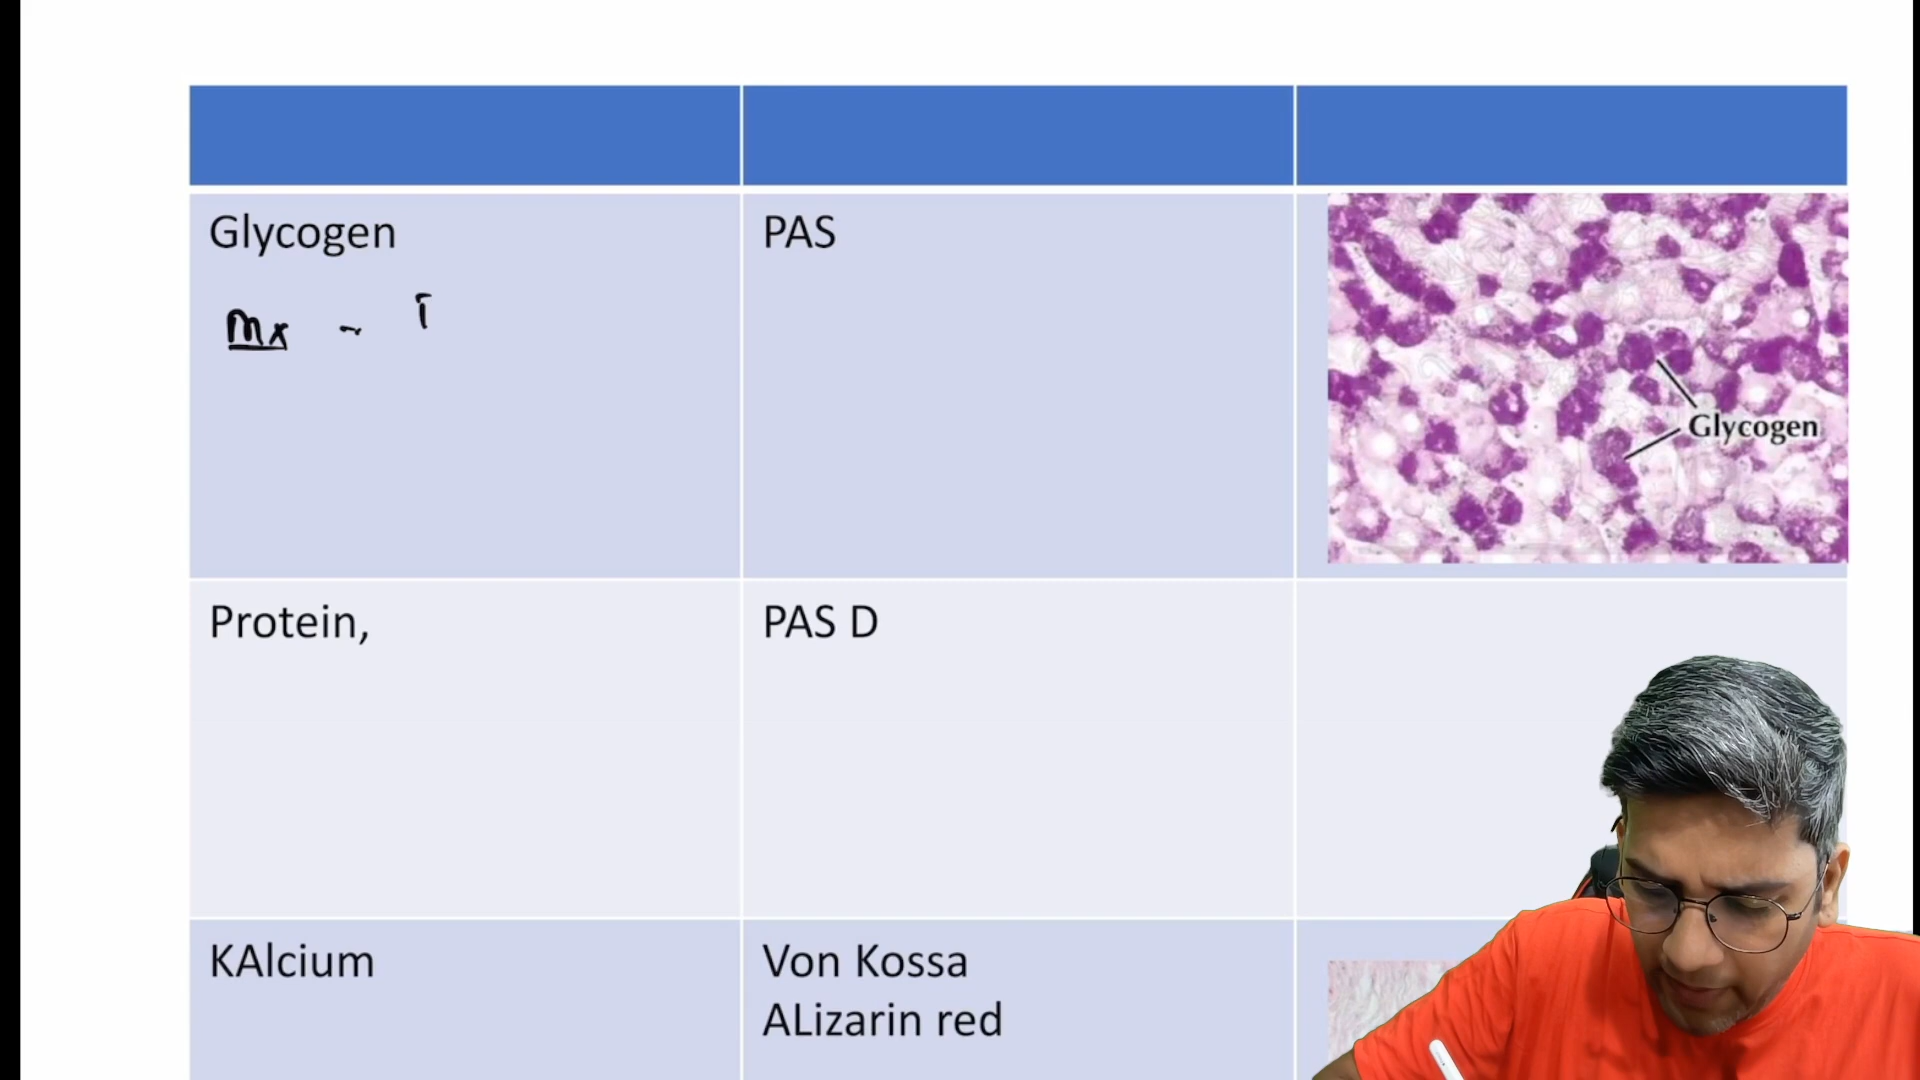 Glycogen
PAS
Mx -
Glycogen
Protein,
PAS D
KAlcium
Von Kossa
ALizarin red